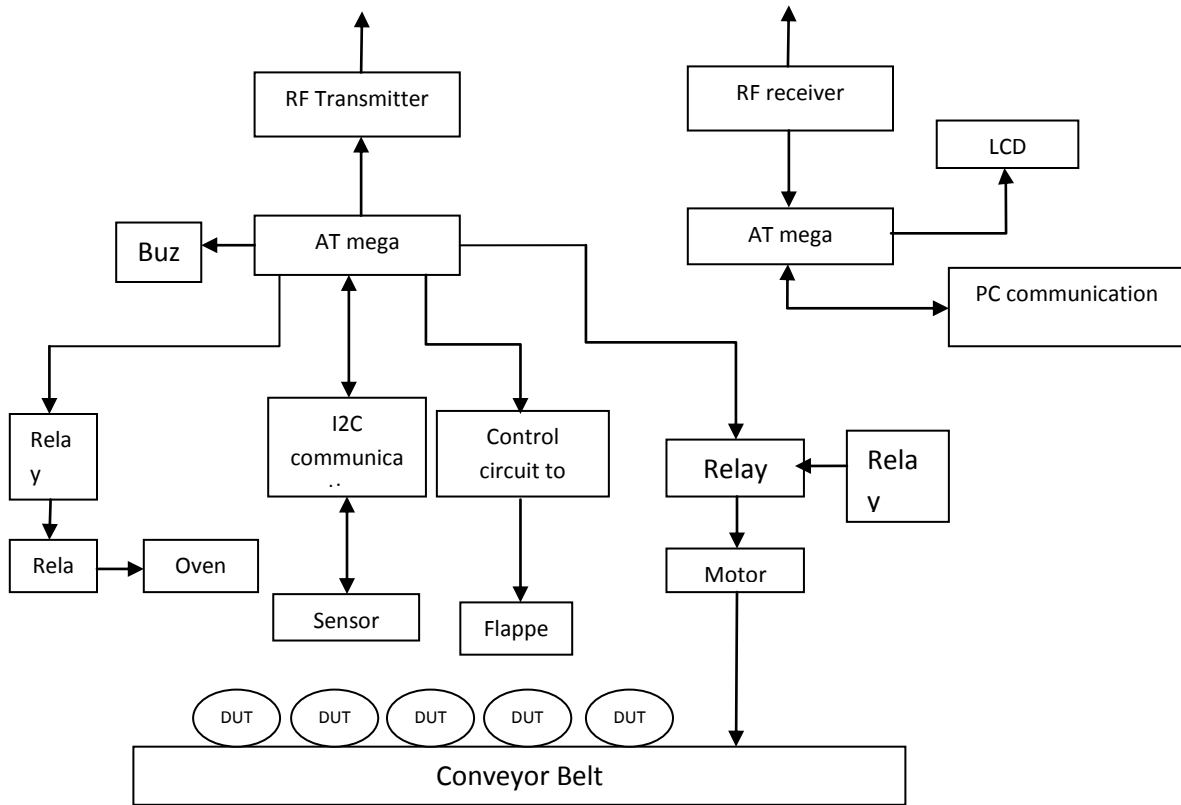 RF Transmitter
RF receiver
LCD
AT mega
AT mega
Buz
PC communication
Rela
y
I2C
communica
Control
circuit to
Relay
Rela
y
Rela
Oven
Motor
Sensor
Flappe
DUT
DUT
DUT
DUT
DUT
Conveyor Belt